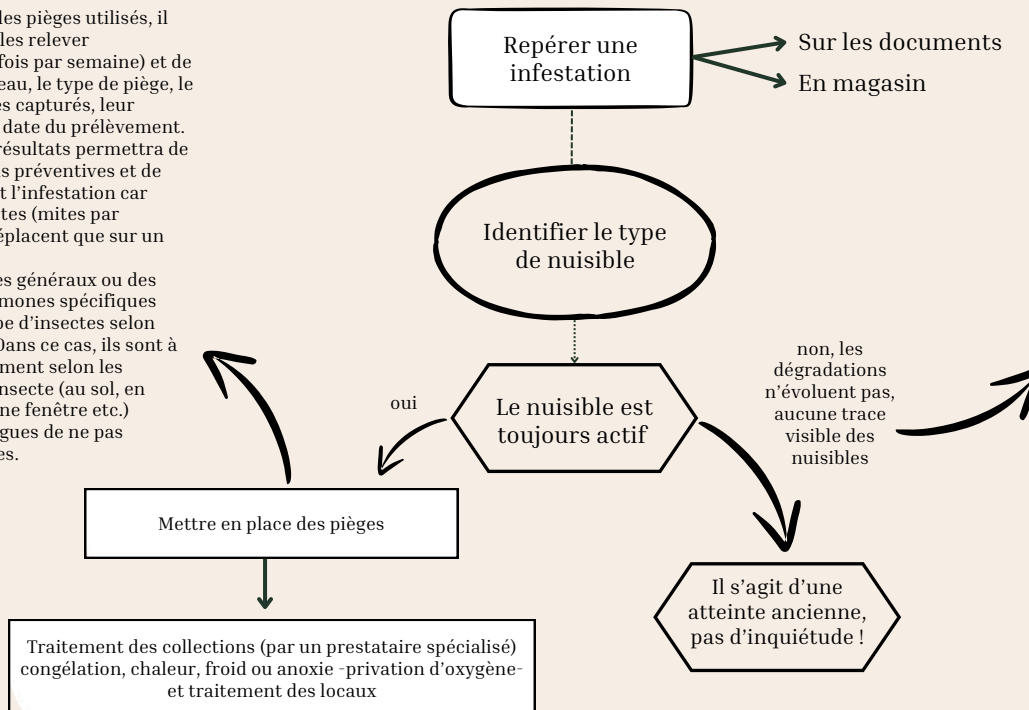 les pièges utilisés, il
les relever
fois par semaine) et de
eau, le type de piège, le
es capturés, leur
date du prélèvement.
résultats permettra de
s préventives et de
t l'infestation car
tes (mites par
éplacent que sur un
es généraux ou des
mones spécifiques
pe d'insectes selon
Dans ce cas, ils sont à
ment selon les
nsecte (au sol, en
ne fenêtre etc.)
gues de ne pas
es.
Repérer une
infestation
Sur les documents
En magasin
Identifier le type
de nuisible
Le nuisible est
toujours actif
oui
non, les
dégradations
n'évoluent pas,
aucune trace
visible des
nuisibles
Mettre en place des pièges
Il s'agit d'une
atteinte ancienne,
pas d'inquiétude !
Traitement des collections (par un prestataire spécialisé)
congélation, chaleur, froid ou anoxie -privation d'oxygène-
et traitement des locaux